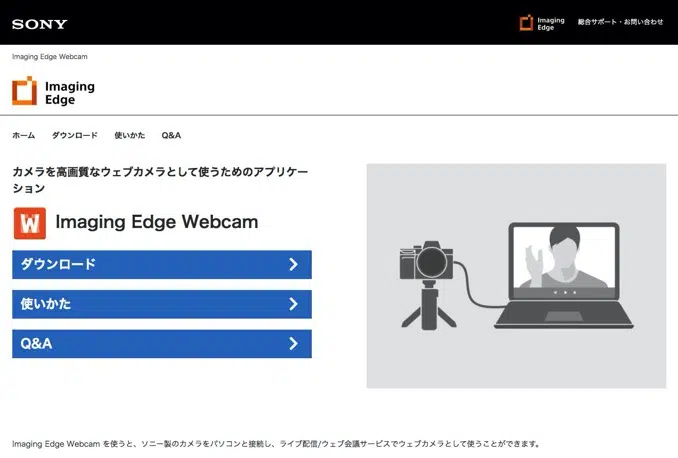 SONY
Imaging
Edge
総合サポート・お問い合わせ
Imaging Edge Webcam
Imaging
Edge
ホーム ダウンロード 使いかた Q&A
カメラを高画質なウェブカメラとして使うためのアプリケー
ション
W Imaging Edge Webcam
ダウンロード
使いかた
Q&A
Imaging Edge Webcam を使うと、ソニー製のカメラをパソコンと接続し、ライブ配信/ウェブ会議サービスでウェブカメラとして使うことができます。